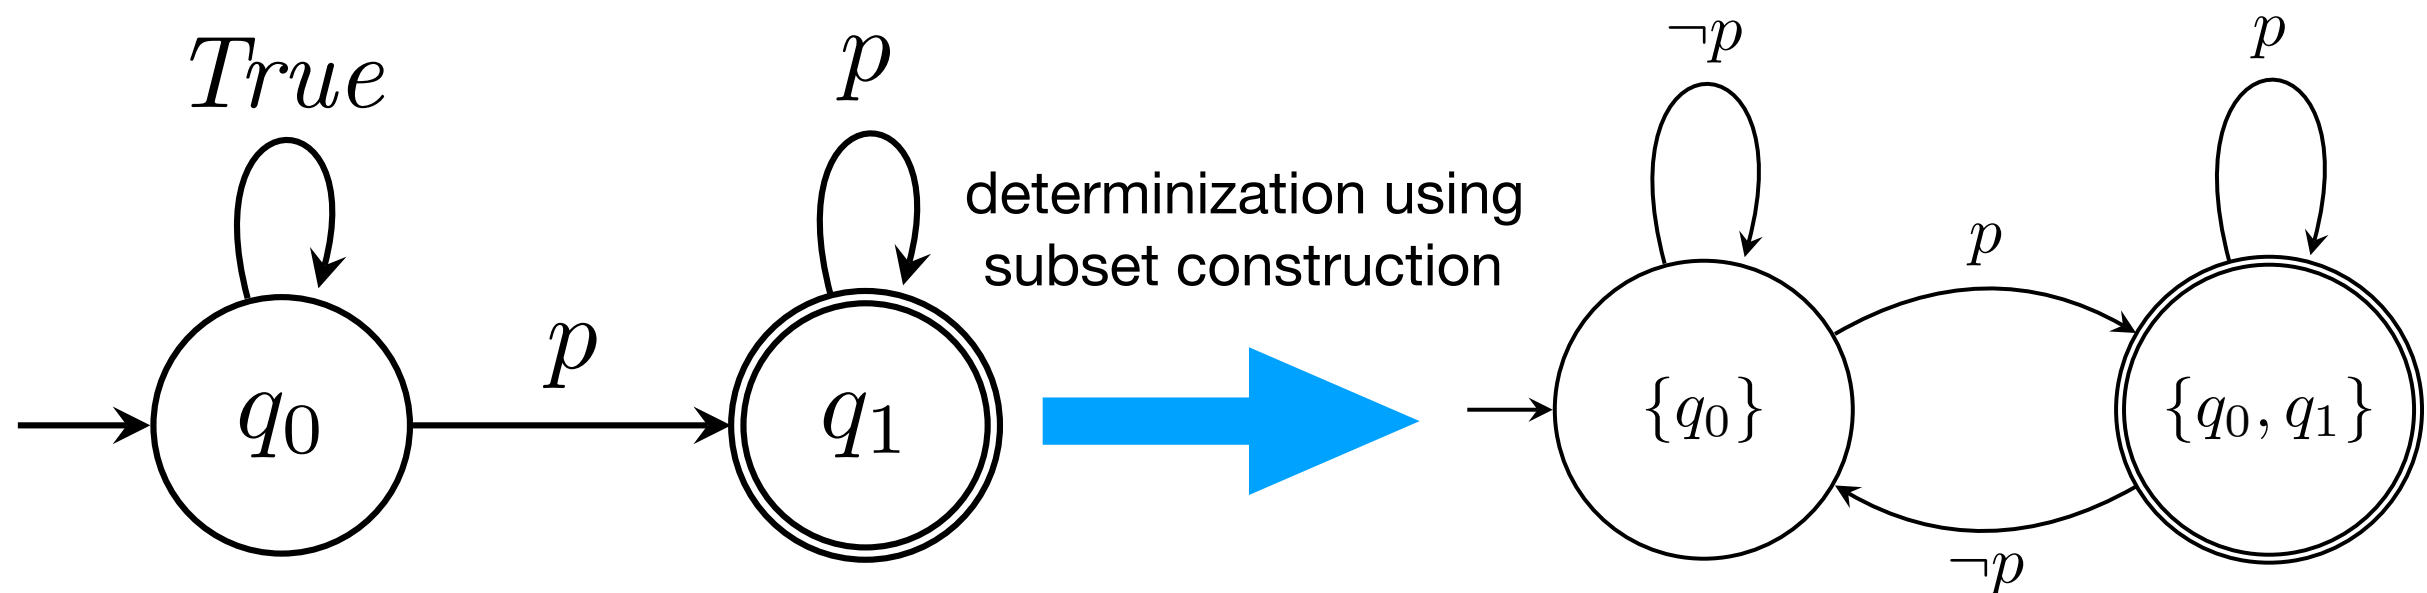 True
p
q0
p
q1
determinization using
subset construction
¬p
p
{q0}
p
{q0, q1}
¬p